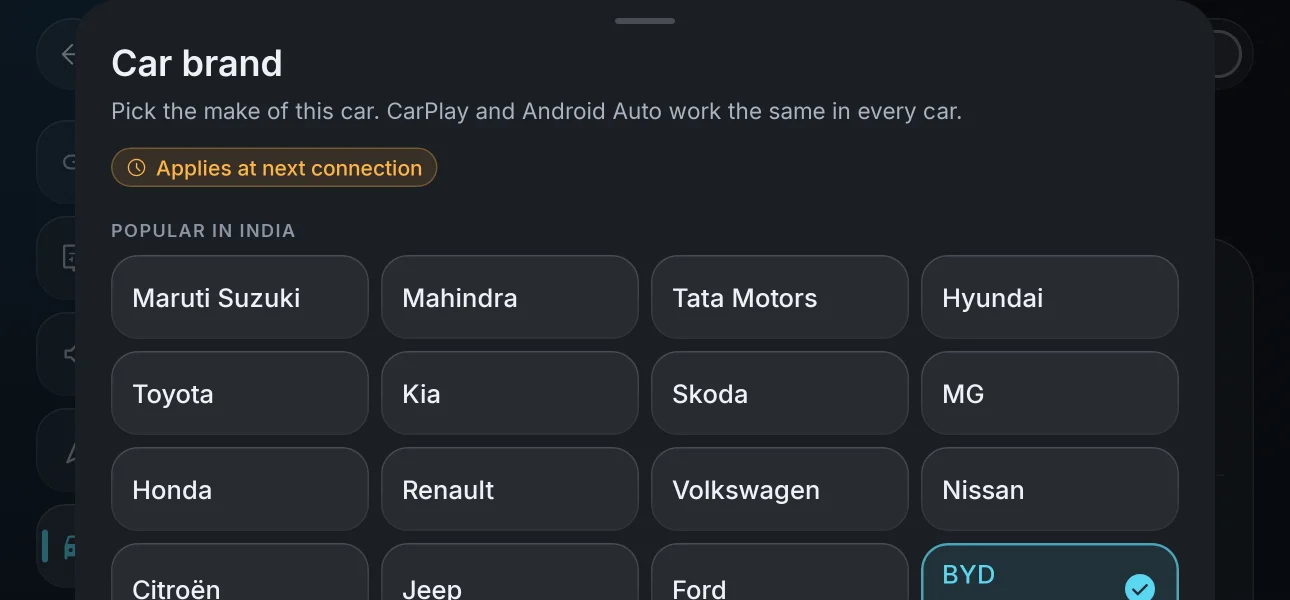 Car brand
Pick the make of this car. CarPlay and Android Auto work the same in every car.
Applies at next connection
POPULAR IN INDIA
Maruti Suzuki
Mahindra
Tata Motors
Hyundai
Toyota
Kia
Skoda
MG
Honda
Renault
Volkswagen
Nissan
Citroën
Jeep
Ford
BYD